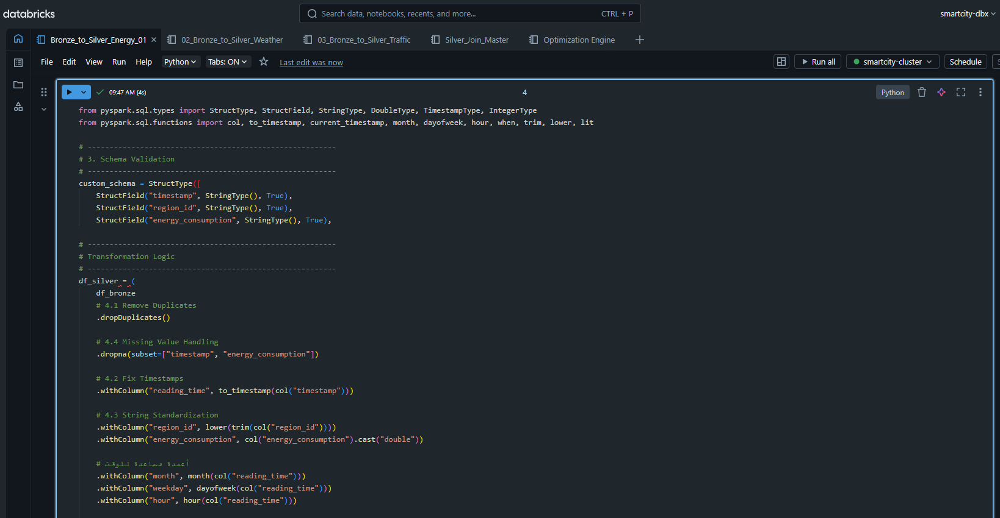 databricks
Search data, notebooks, recents, and more...
CTRL + P
smartcity-dbx
Bronze_to_Silver_Energy_01
02_Bronze_to_Silver_Weather
03_Bronze_to_Silver_Traffic
Silver_Join_Master
Optimization Engine
File Edit View Run Help Python Tabs: ON Last edit was now
Run all
smartcity-cluster
Schedule
09:47 AM (4s)
4
Python
from pyspark.sql.types import StructType, StructField, StringType, DoubleType, TimestampType, IntegerType
from pyspark.sql.functions import col, to_timestamp, current_timestamp, month, dayofweek, hour, when, trim, lower, lit
# ---------------------------------------------------------
# 3. Schema Validation
# ---------------------------------------------------------
custom_schema = StructType([
StructField("timestamp", StringType(), True),
StructField("region_id", StringType(), True),
StructField("energy_consumption", StringType(), True),
# ---------------------------------------------------------
# Transformation Logic
# ---------------------------------------------------------
df_silver = (
df_bronze
# 4.1 Remove Duplicates
.dropDuplicates()
# 4.4 Missing Value Handling
.dropna(subset=["timestamp", "energy_consumption"])
# 4.2 Fix Timestamps
.withColumn("reading_time", to_timestamp(col("timestamp")))
# 4.3 String Standardization
.withColumn("region_id", lower(trim(col("region_id"))))
.withColumn("energy_consumption", col("energy_consumption").cast("double"))
# أعمدة مساعدة للوقت
.withColumn("month", month(col("reading_time")))
.withColumn("weekday", dayofweek(col("reading_time")))
.withColumn("hour", hour(col("reading_time")))